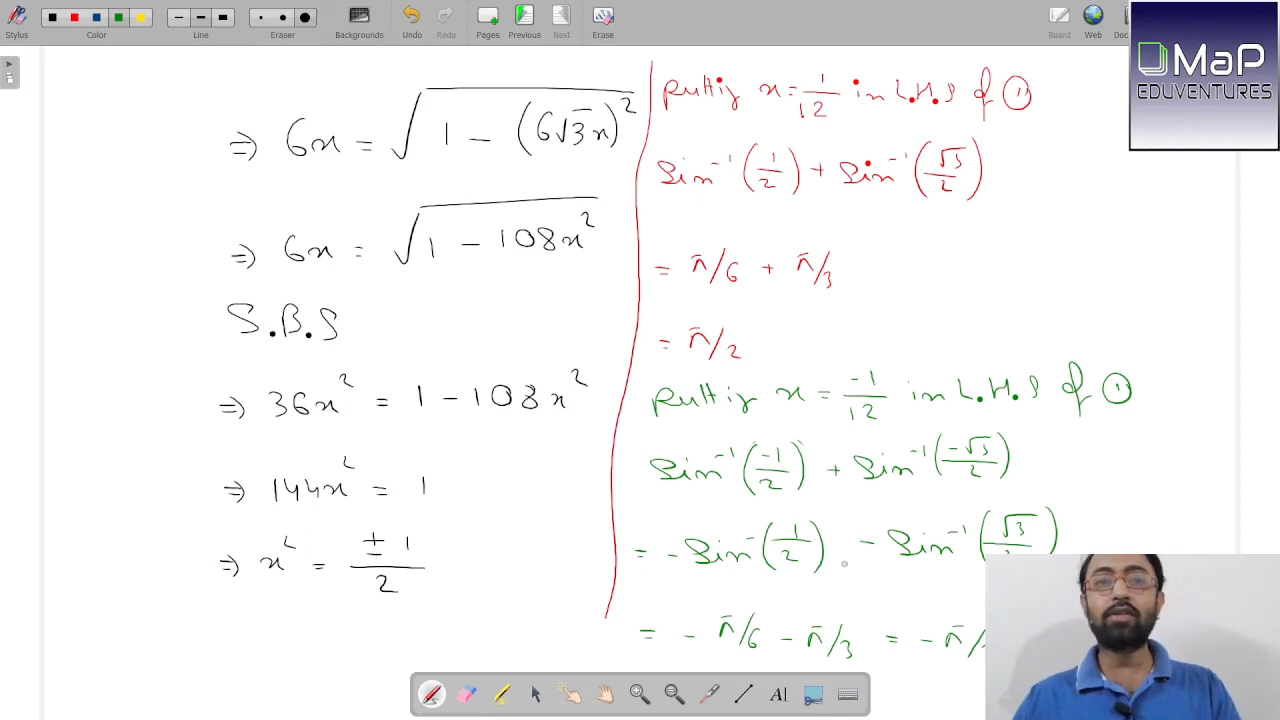 Stylus
Color
Line
Eraser
Backgrounds
Undo
Redo
Pages
Previous
Next
Erase
Board
Web
MaP
EDUVENTURES
⇒ 6x = √(1 - (6√3x)²)
⇒ 6x = √(1 - 108x²)
S.B.S
⇒ 36x² = 1 - 108x²
⇒ 144x² = 1
⇒ x² = ±1/2
Putting x = 1/12 in L.H.S of ①
Sin⁻¹(1/2) + Sin⁻¹(√3/2)
= π/6 + π/3
= π/2
Putting x = -1/12 in L.H.S of ①
Sin⁻¹(-1/2) + Sin⁻¹(-√3/2)
= - Sin⁻(1/2) - Sin⁻¹(√3/
= - π/6 - π/3 = - π/
AI